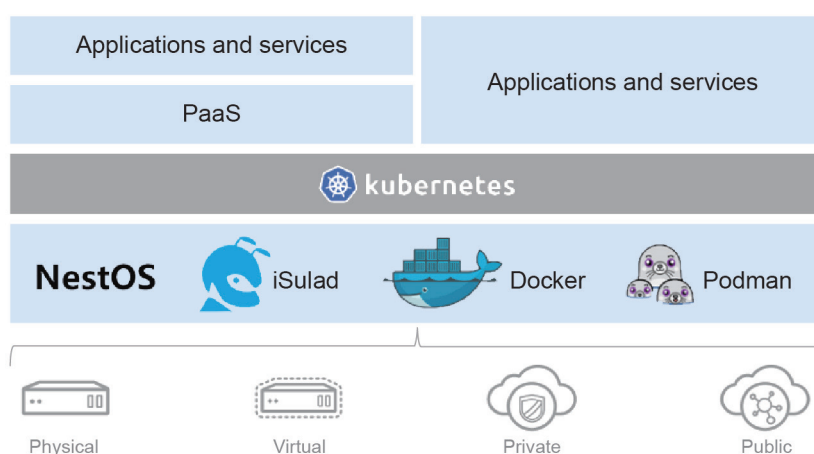 Applications and services
Applications and services
PaaS
kubernetes
NestOS iSulad Docker Podman
Physical Virtual Private Public